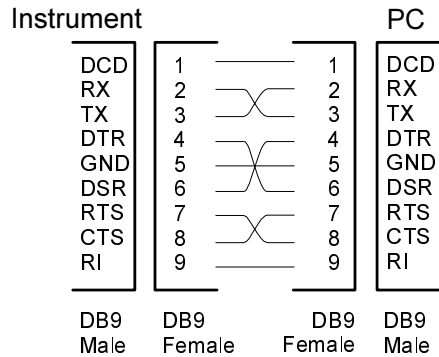 Instrument PC
DCD 1 1 DCD
RX 2 2 RX
TX 3 3 TX
DTR 4 4 DTR
GND 5 5 GND
DSR 6 6 DSR
RTS 7 7 RTS
CTS 8 8 CTS
RI 9 9 RI
DB9 DB9 DB9 DB9
Male Female Female Male